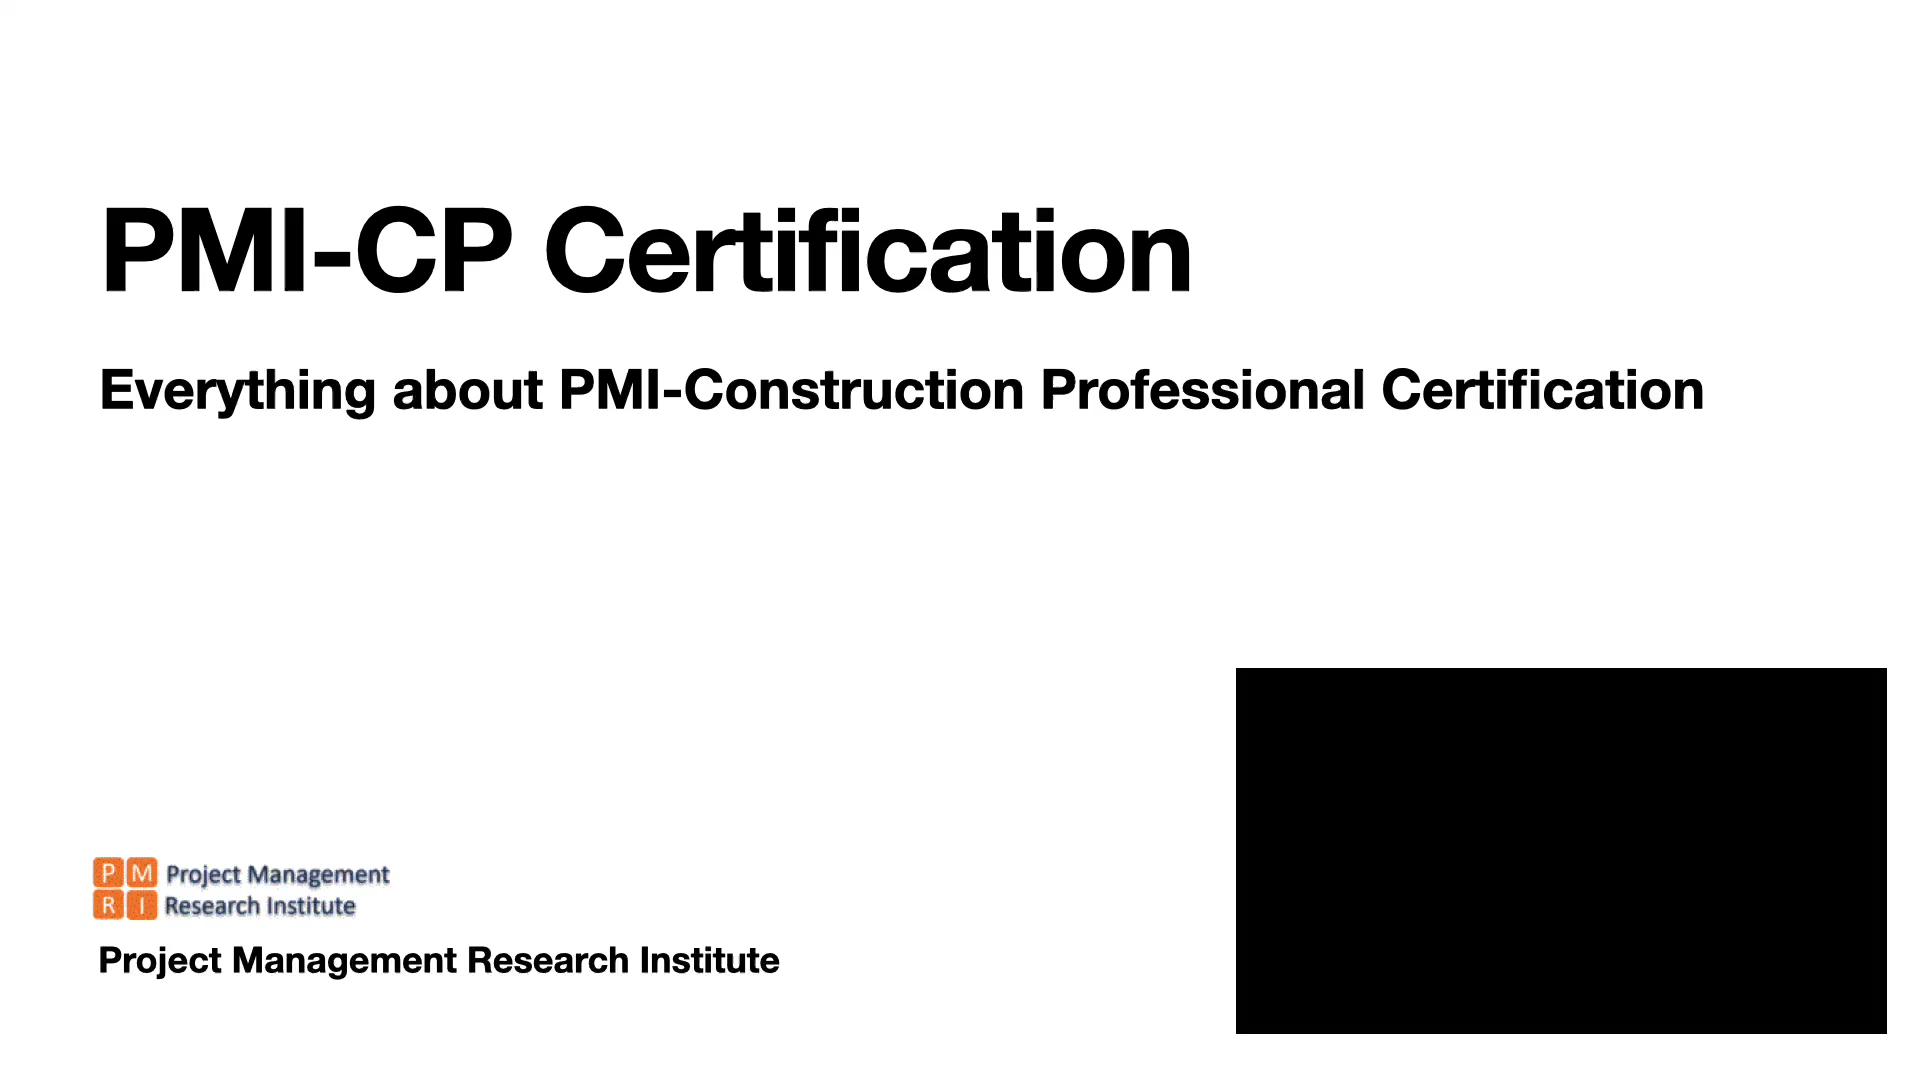 PMI-CP Certification
Everything about PMI-Construction Professional Certification
P M Project Management
R I Research Institute
Project Management Research Institute